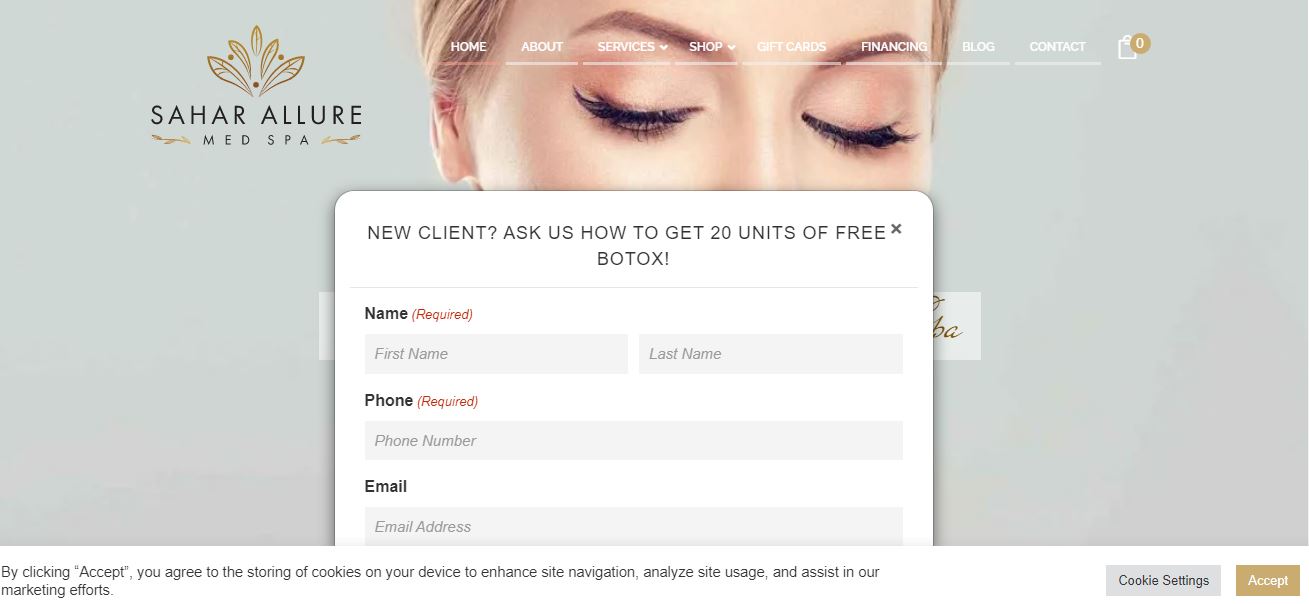 SAHAR ALLURE
MED SPA
HOME ABOUT SERVICES SHOP GIFT CARDS FINANCING BLOG CONTACT 0
NEW CLIENT? ASK US HOW TO GET 20 UNITS OF FREE ×
BOTOX!
Name (Required)
First Name Last Name
Phone (Required)
Phone Number
Email
Email Address
By clicking “Accept”, you agree to the storing of cookies on your device to enhance site navigation, analyze site usage, and assist in our
marketing efforts.
Cookie Settings Accept